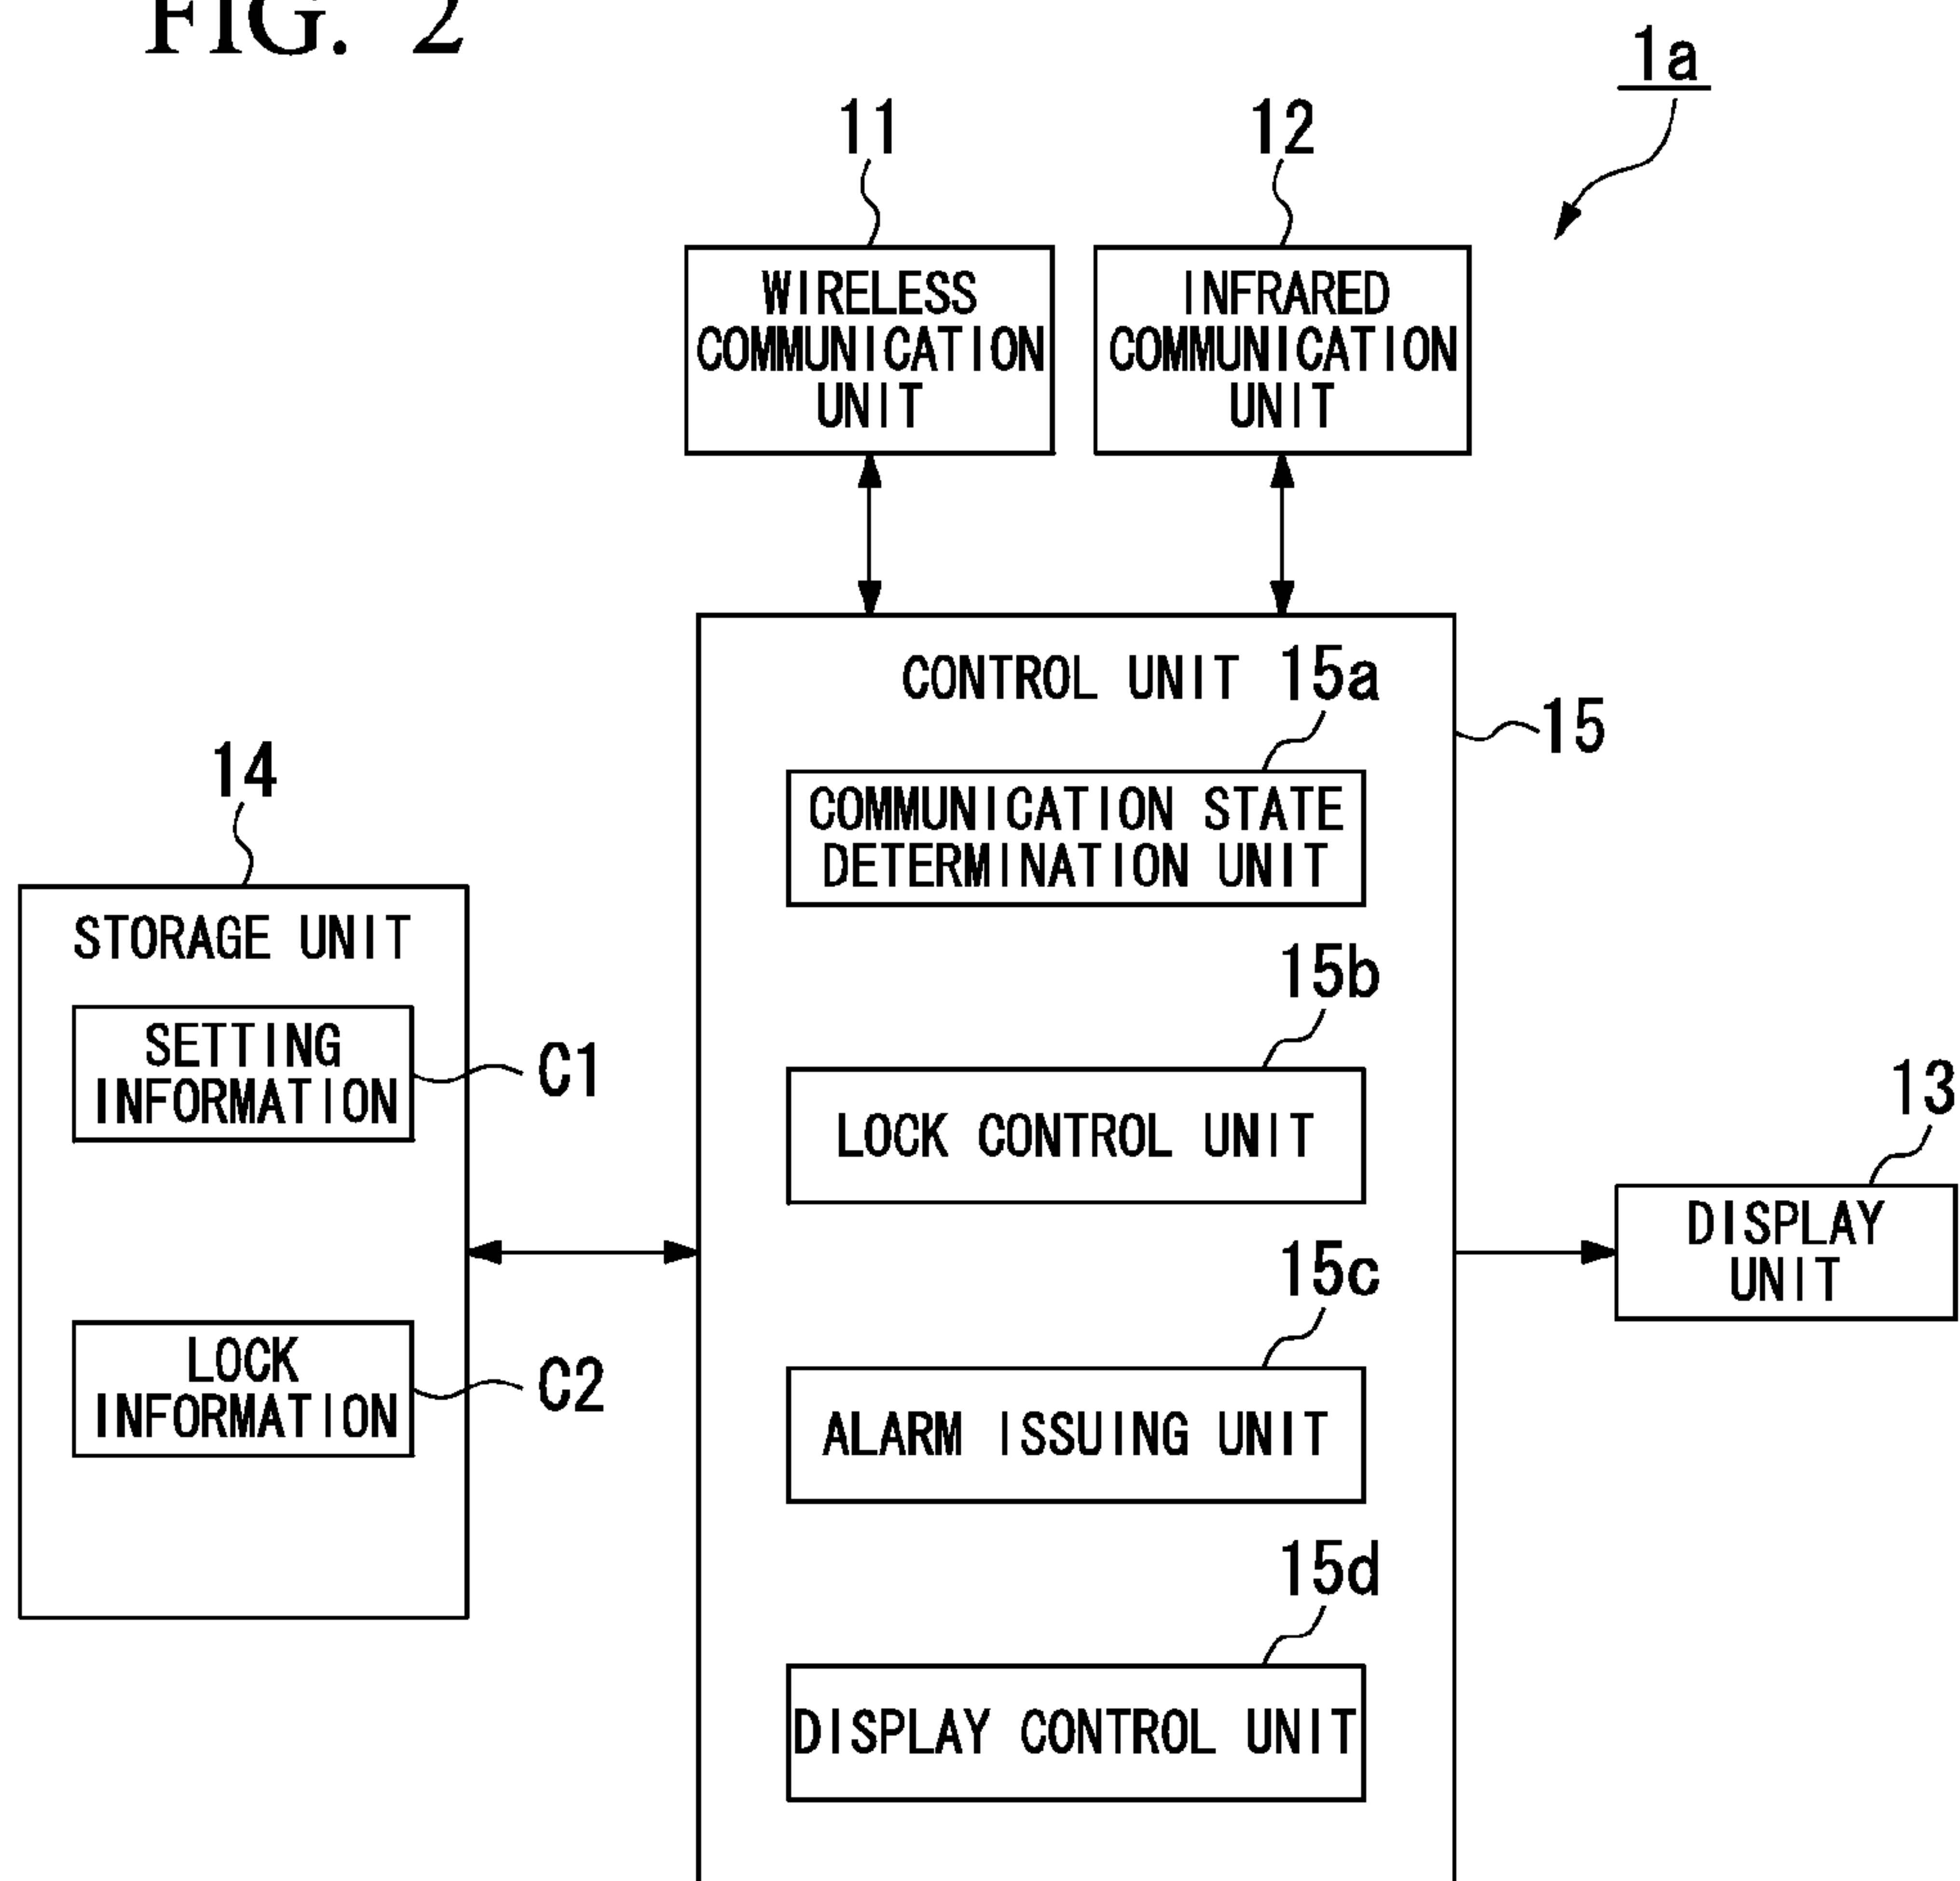 FIG. 2
1a
11
12
WIRELESS
COMMUNICATION
UNIT
INFRARED
COMMUNICATION
UNIT
CONTROL UNIT
15a
15
COMMUNICATION STATE
DETERMINATION UNIT
14
STORAGE UNIT
SETTING
INFORMATION
C1
15b
LOCK CONTROL UNIT
13
DISPLAY
UNIT
15c
LOCK
INFORMATION
C2
ALARM ISSUING UNIT
15d
DISPLAY CONTROL UNIT